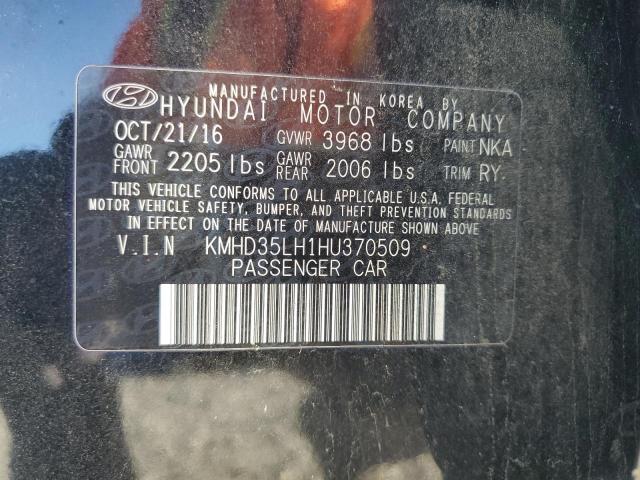 MANUFACTURED IN KOREA BY
HYUNDAI MOTOR COMPANY
OCT/21/16 GVWR 3968 lbs PAINT NKA
GAWR FRONT 2205 lbs GAWR REAR 2006 lbs TRIM RY
THIS VEHICLE CONFORMS TO ALL APPLICABLE U.S.A. FEDERAL
MOTOR VEHICLE SAFETY, BUMPER, AND THEFT PREVENTION STANDARDS
IN EFFECT ON THE DATE OF MANUFACTURE SHOWN ABOVE.
V.I.N KMHD35LH1HU370509
PASSENGER CAR